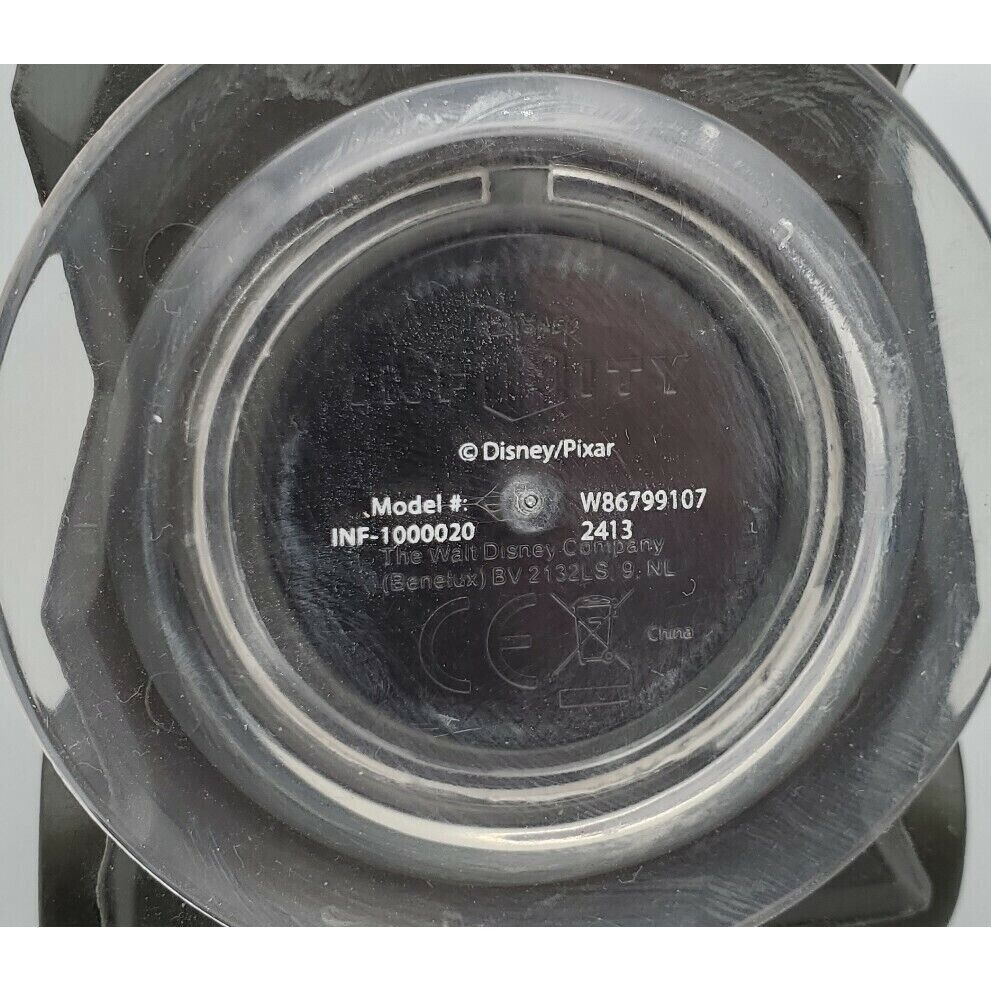 DISNEY
INFINITY
© Disney/Pixar
Model #:
INF-1000020
W86799107
2413
The Walt Disney Company
(Benelux) BV 2132LS, 9, NL
CE
China